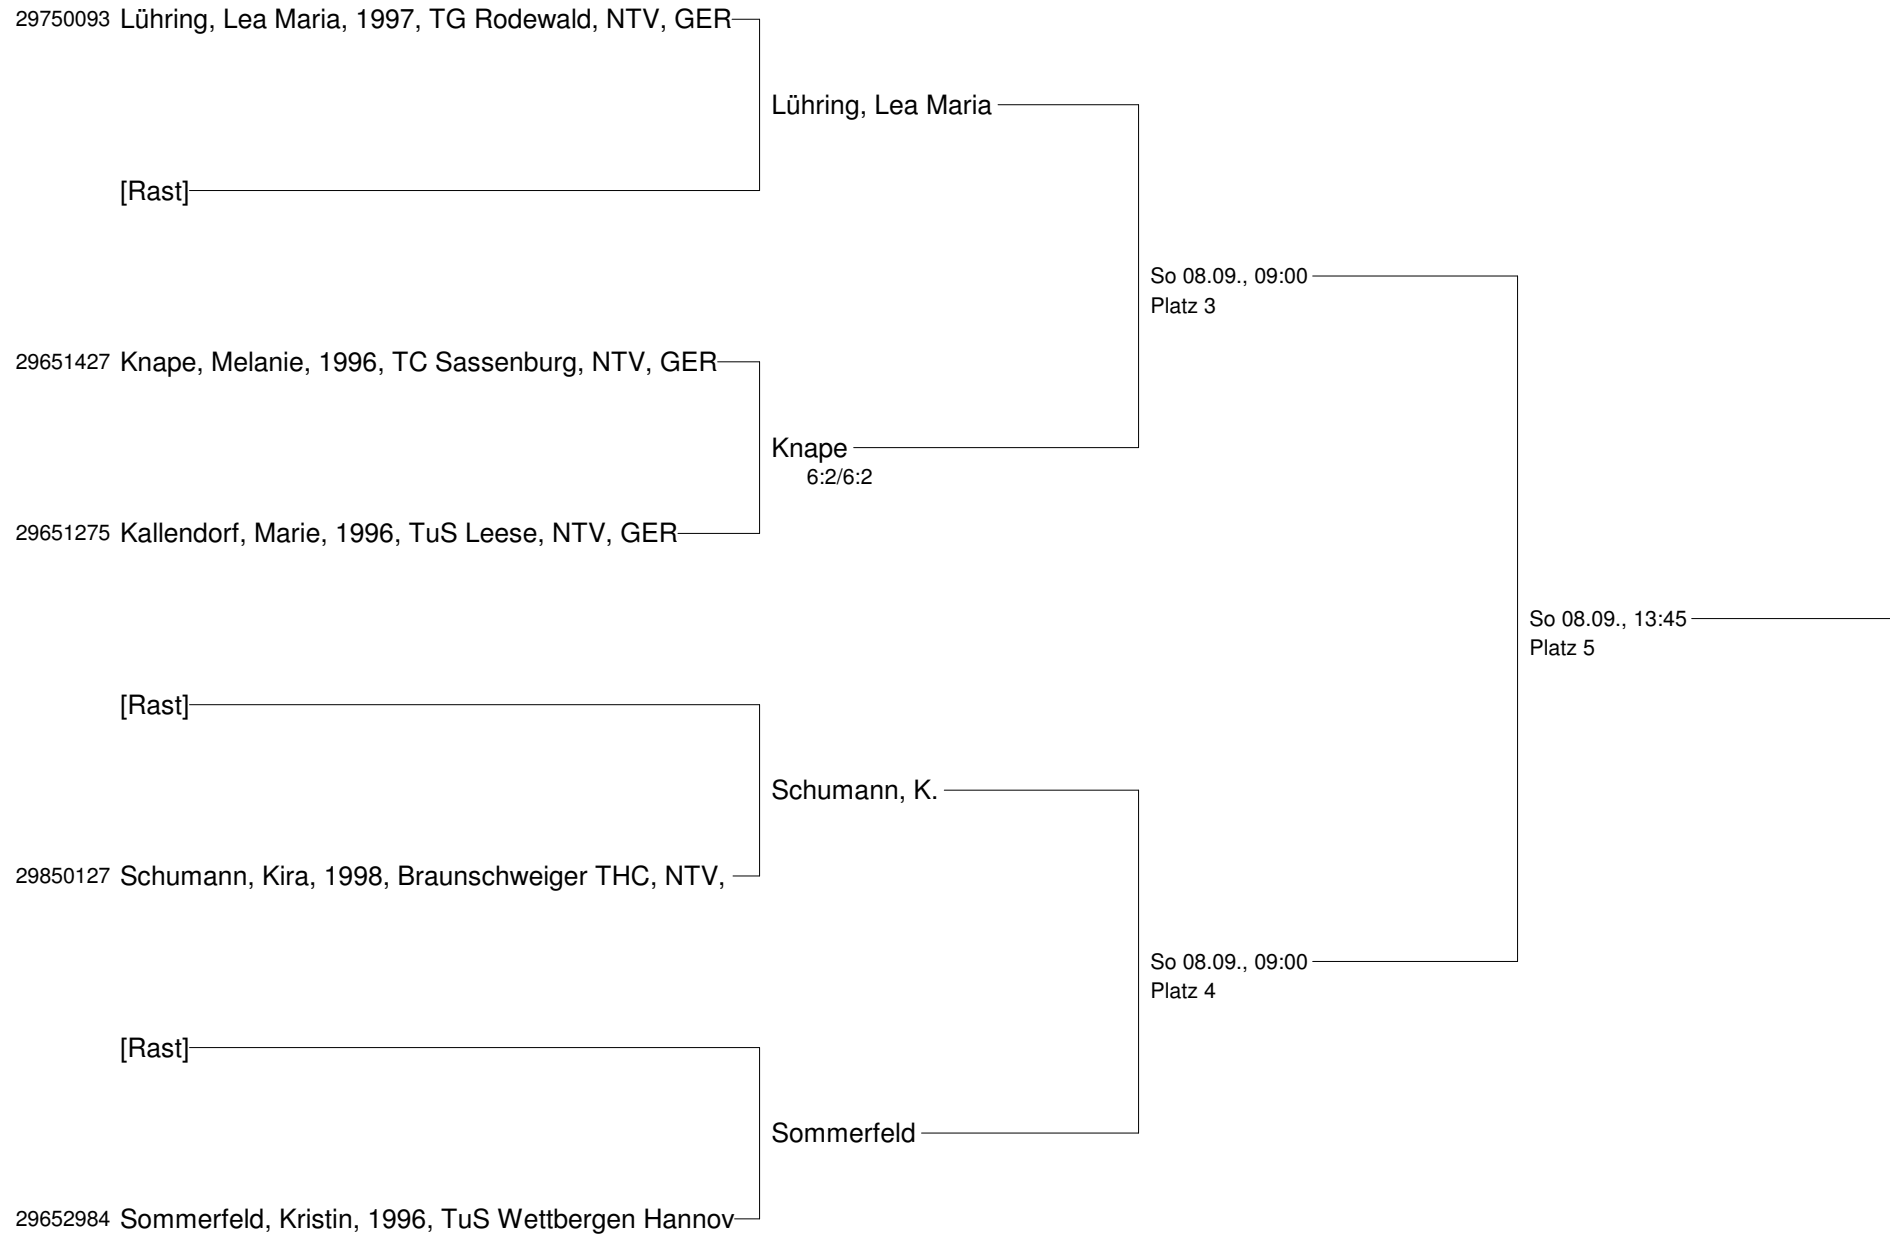 29750093 Lühring, Lea Maria, 1997, TG Rodewald, NTV, GER
Lühring, Lea Maria
[Rast]
So 08.09., 09:00
Platz 3
29651427 Knape, Melanie, 1996, TC Sassenburg, NTV, GER
Knape
6:2/6:2
29651275 Kallendorf, Marie, 1996, TuS Leese, NTV, GER
So 08.09., 13:45
Platz 5
[Rast]
Schumann, K.
29850127 Schumann, Kira, 1998, Braunschweiger THC, NTV,
So 08.09., 09:00
Platz 4
[Rast]
Sommerfeld
29652984 Sommerfeld, Kristin, 1996, TuS Wettbergen Hannov